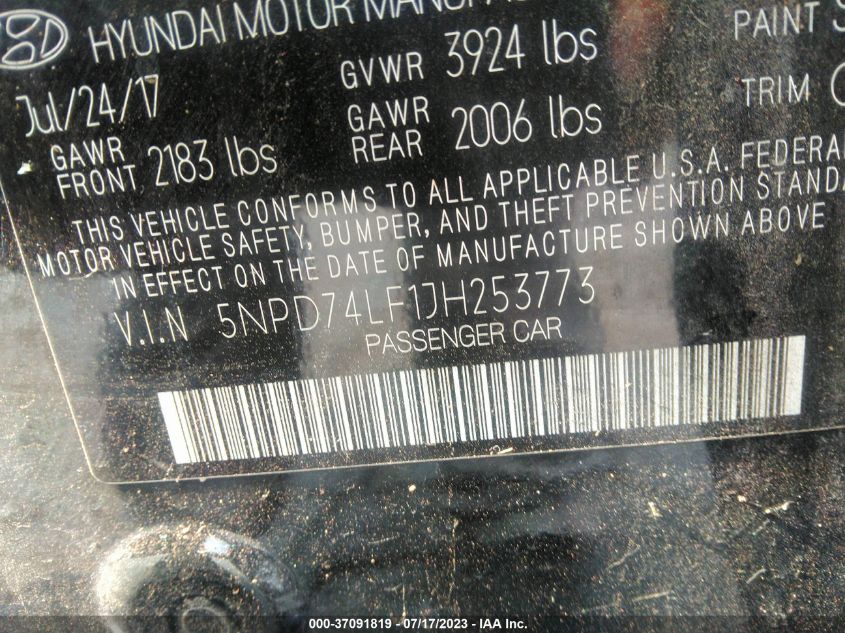 HYUNDAI MOTOR
Jul/24/17 GVWR 3924 lbs PAINT
GAWR FRONT 2183 lbs GAWR REAR 2006 lbs TRIM
THIS VEHICLE CONFORMS TO ALL APPLICABLE U.S.A. FEDERAL
MOTOR VEHICLE SAFETY, BUMPER, AND THEFT PREVENTION
IN EFFECT ON THE DATE OF MANUFACTURE SHOWN ABOVE
V.I.N 5NPD74LF1JH253773
PASSENGER CAR
000-37091819 - 07/17/2023 - IAA Inc.